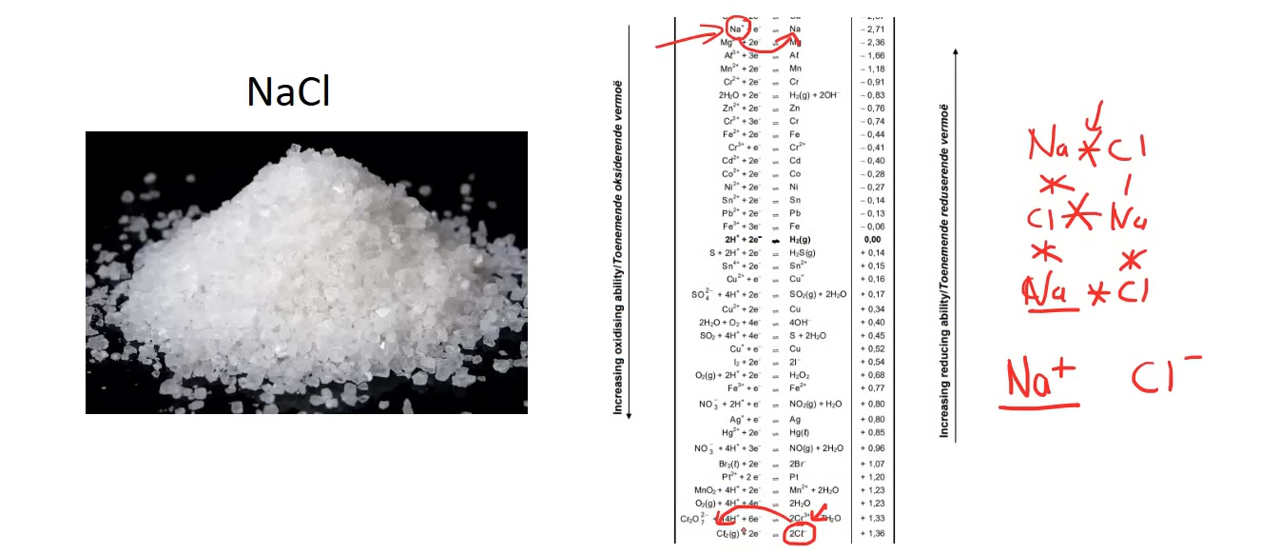 NaCl
Increasing oxidising ability/Toenemende oksiderende vermoë
Na⁺ + e⁻ ⇌ Na − 2,71
Mg²⁺ + 2e⁻ ⇌ Mg − 2,36
Aℓ³⁺ + 3e⁻ ⇌ Aℓ − 1,66
Mn²⁺ + 2e⁻ ⇌ Mn − 1,18
Cr²⁺ + 2e⁻ ⇌ Cr − 0,91
2H₂O + 2e⁻ ⇌ H₂(g) + 2OH⁻ − 0,83
Zn²⁺ + 2e⁻ ⇌ Zn − 0,76
Cr³⁺ + 3e⁻ ⇌ Cr − 0,74
Fe²⁺ + 2e⁻ ⇌ Fe − 0,44
Cr³⁺ + e⁻ ⇌ Cr²⁺ − 0,41
Cd²⁺ + 2e⁻ ⇌ Cd − 0,40
Co²⁺ + 2e⁻ ⇌ Co − 0,28
Ni²⁺ + 2e⁻ ⇌ Ni − 0,27
Sn²⁺ + 2e⁻ ⇌ Sn − 0,14
Pb²⁺ + 2e⁻ ⇌ Pb − 0,13
Fe³⁺ + 3e⁻ ⇌ Fe − 0,06
2H⁺ + 2e⁻ ⇌ H₂(g) 0,00
S + 2H⁺ + 2e⁻ ⇌ H₂S(g) + 0,14
Sn⁴⁺ + 2e⁻ ⇌ Sn²⁺ + 0,15
Cu²⁺ + e⁻ ⇌ Cu⁺ + 0,16
SO₄²⁻ + 4H⁺ + 2e⁻ ⇌ SO₂(g) + 2H₂O + 0,17
Cu²⁺ + 2e⁻ ⇌ Cu + 0,34
2H₂O + O₂ + 4e⁻ ⇌ 4OH⁻ + 0,40
SO₂ + 4H⁺ + 4e⁻ ⇌ S + 2H₂O + 0,45
Cu⁺ + e⁻ ⇌ Cu + 0,52
I₂ + 2e⁻ ⇌ 2I⁻ + 0,54
O₂(g) + 2H⁺ + 2e⁻ ⇌ H₂O₂ + 0,68
Fe³⁺ + e⁻ ⇌ Fe²⁺ + 0,77
NO₃⁻ + 2H⁺ + e⁻ ⇌ NO₂(g) + H₂O + 0,80
Ag⁺ + e⁻ ⇌ Ag + 0,80
Hg²⁺ + 2e⁻ ⇌ Hg(ℓ) + 0,85
NO₃⁻ + 4H⁺ + 3e⁻ ⇌ NO(g) + 2H₂O + 0,96
Br₂(ℓ) + 2e⁻ ⇌ 2Br⁻ + 1,07
Pt²⁺ + 2 e⁻ ⇌ Pt + 1,20
MnO₂ + 4H⁺ + 2e⁻ ⇌ Mn²⁺ + 2H₂O + 1,23
O₂(g) + 4H⁺ + 4e⁻ ⇌ 2H₂O + 1,23
Cr₂O₇²⁻ + 14H⁺ + 6e⁻ ⇌ 2Cr³⁺ + 7H₂O + 1,33
Cℓ₂(g) + 2e⁻ ⇌ 2Cℓ⁻ + 1,36
Increasing reducing ability/Toenemende reduserende vermoë
Na Cl
Cl Na
Na Cl
Na⁺ Cl⁻